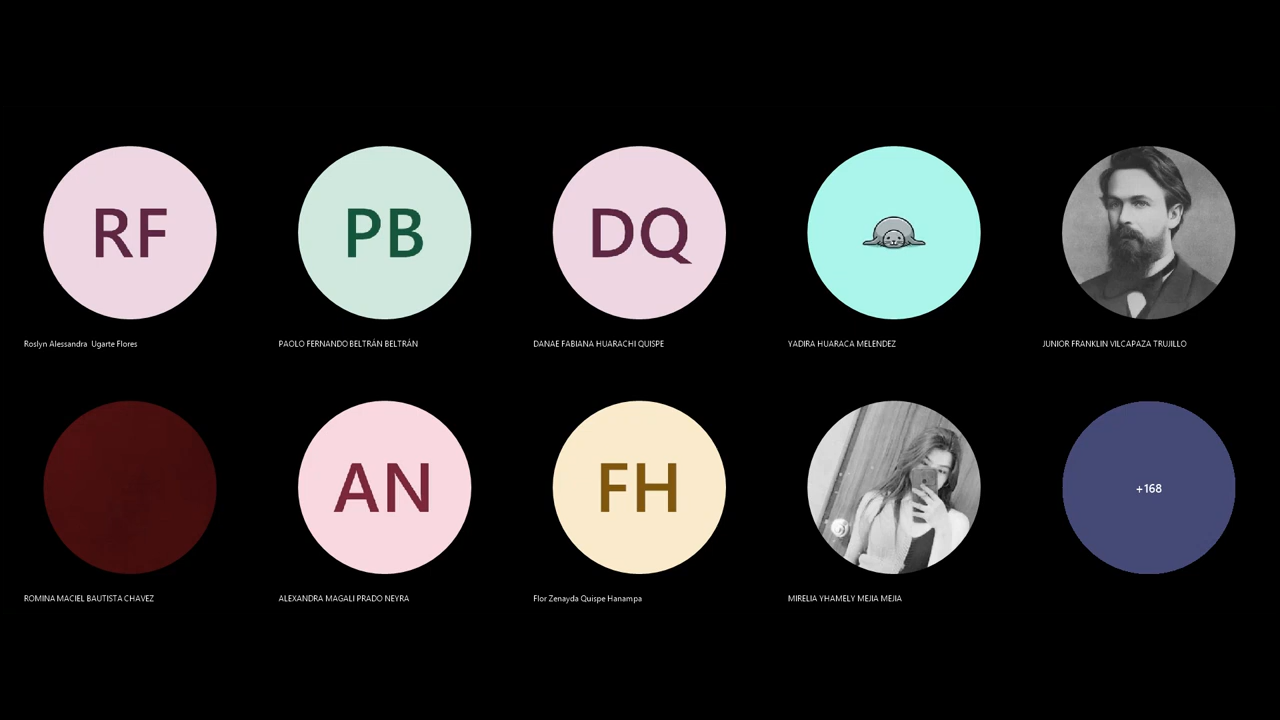 RF
PB
DQ
Roslyn Alessandra  Ugarte Flores
PAOLO FERNANDO BELTRÁN BELTRÁN
DANAE FABIANA HUARACHI QUISPE
YADIRA HUARACA MELENDEZ
JUNIOR FRANKLIN VILCAPAZA TRUJILLO
AN
FH
+168
ROMINA MACIEL BAUTISTA CHAVEZ
ALEXANDRA MAGALI PRADO NEYRA
Flor Zenayda Quispe Hanampa
MIRELIA YHAMELY MEJIA MEJIA